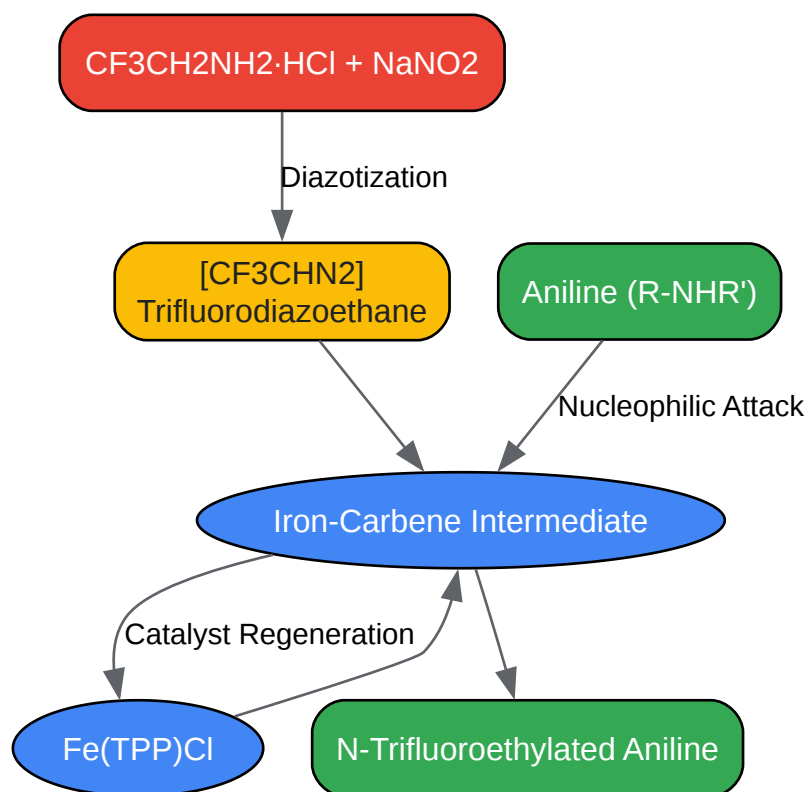 CF3CH2NH2·HCl + NaNO2
Diazotization
[CF3CHN2]
Trifluorodiazoethane
Aniline (R-NHR')
Nucleophilic Attack
Iron-Carbene Intermediate
Catalyst Regeneration
Fe(TPP)Cl
N-Trifluoroethylated Aniline